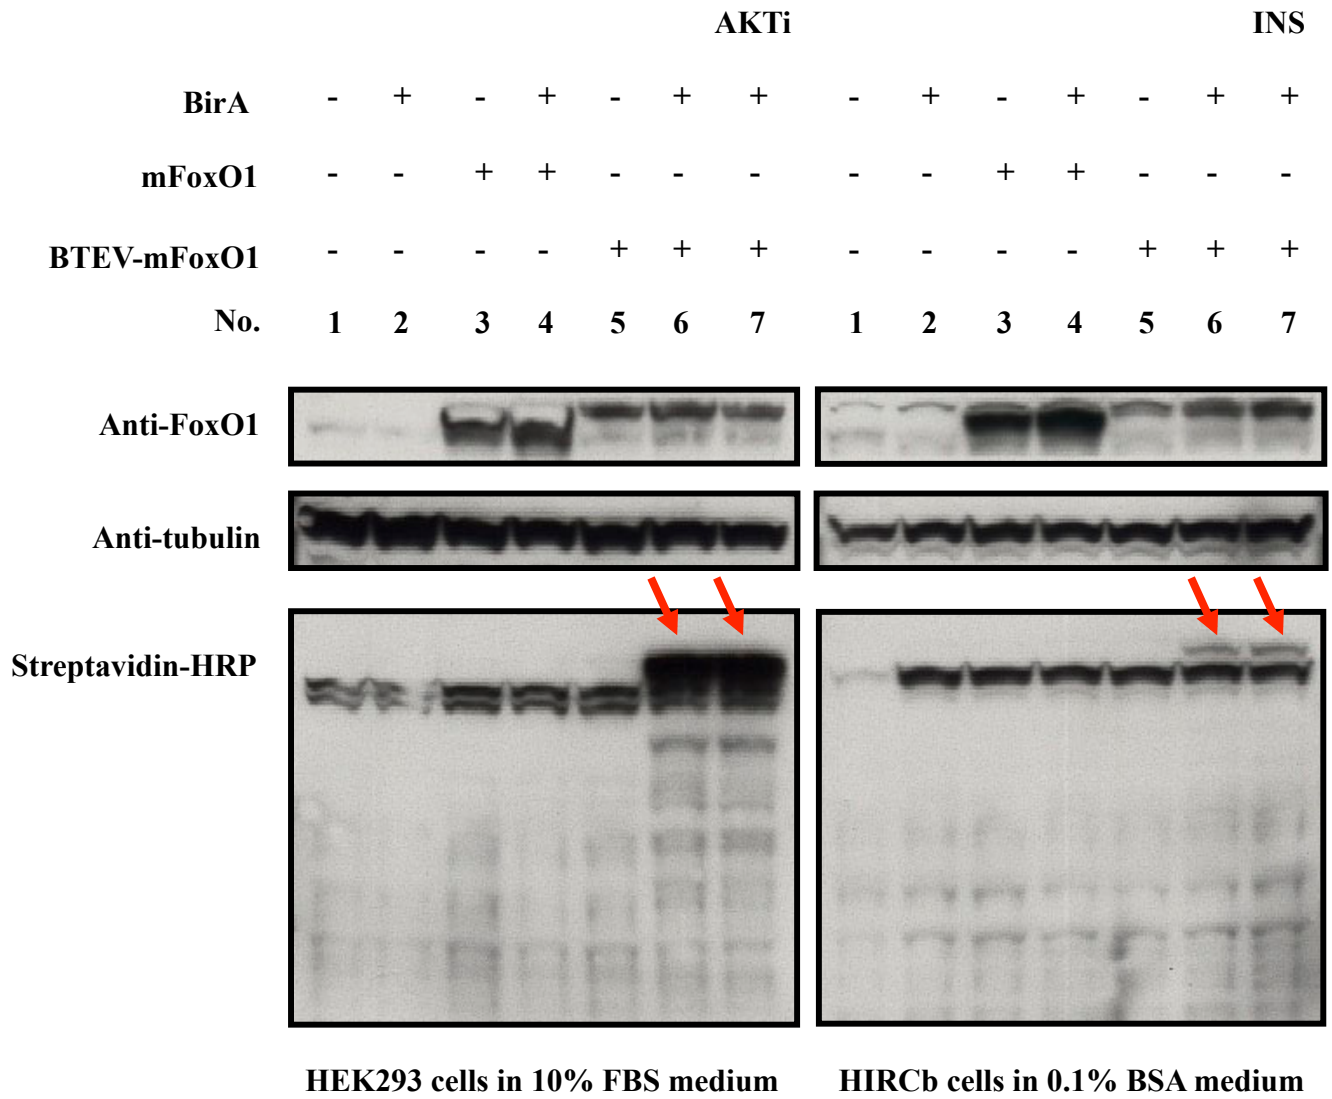 AKTi INS
BirA - + - + - + + - + - + - + +
mFoxO1 - - + + - - - - - + + - - -
BTEV-mFoxO1 - - - - + + + - - - - + + +
No. 1 2 3 4 5 6 7 1 2 3 4 5 6 7
Anti-FoxO1
Anti-tubulin
Streptavidin-HRP
HEK293 cells in 10% FBS medium HIRCb cells in 0.1% BSA medium